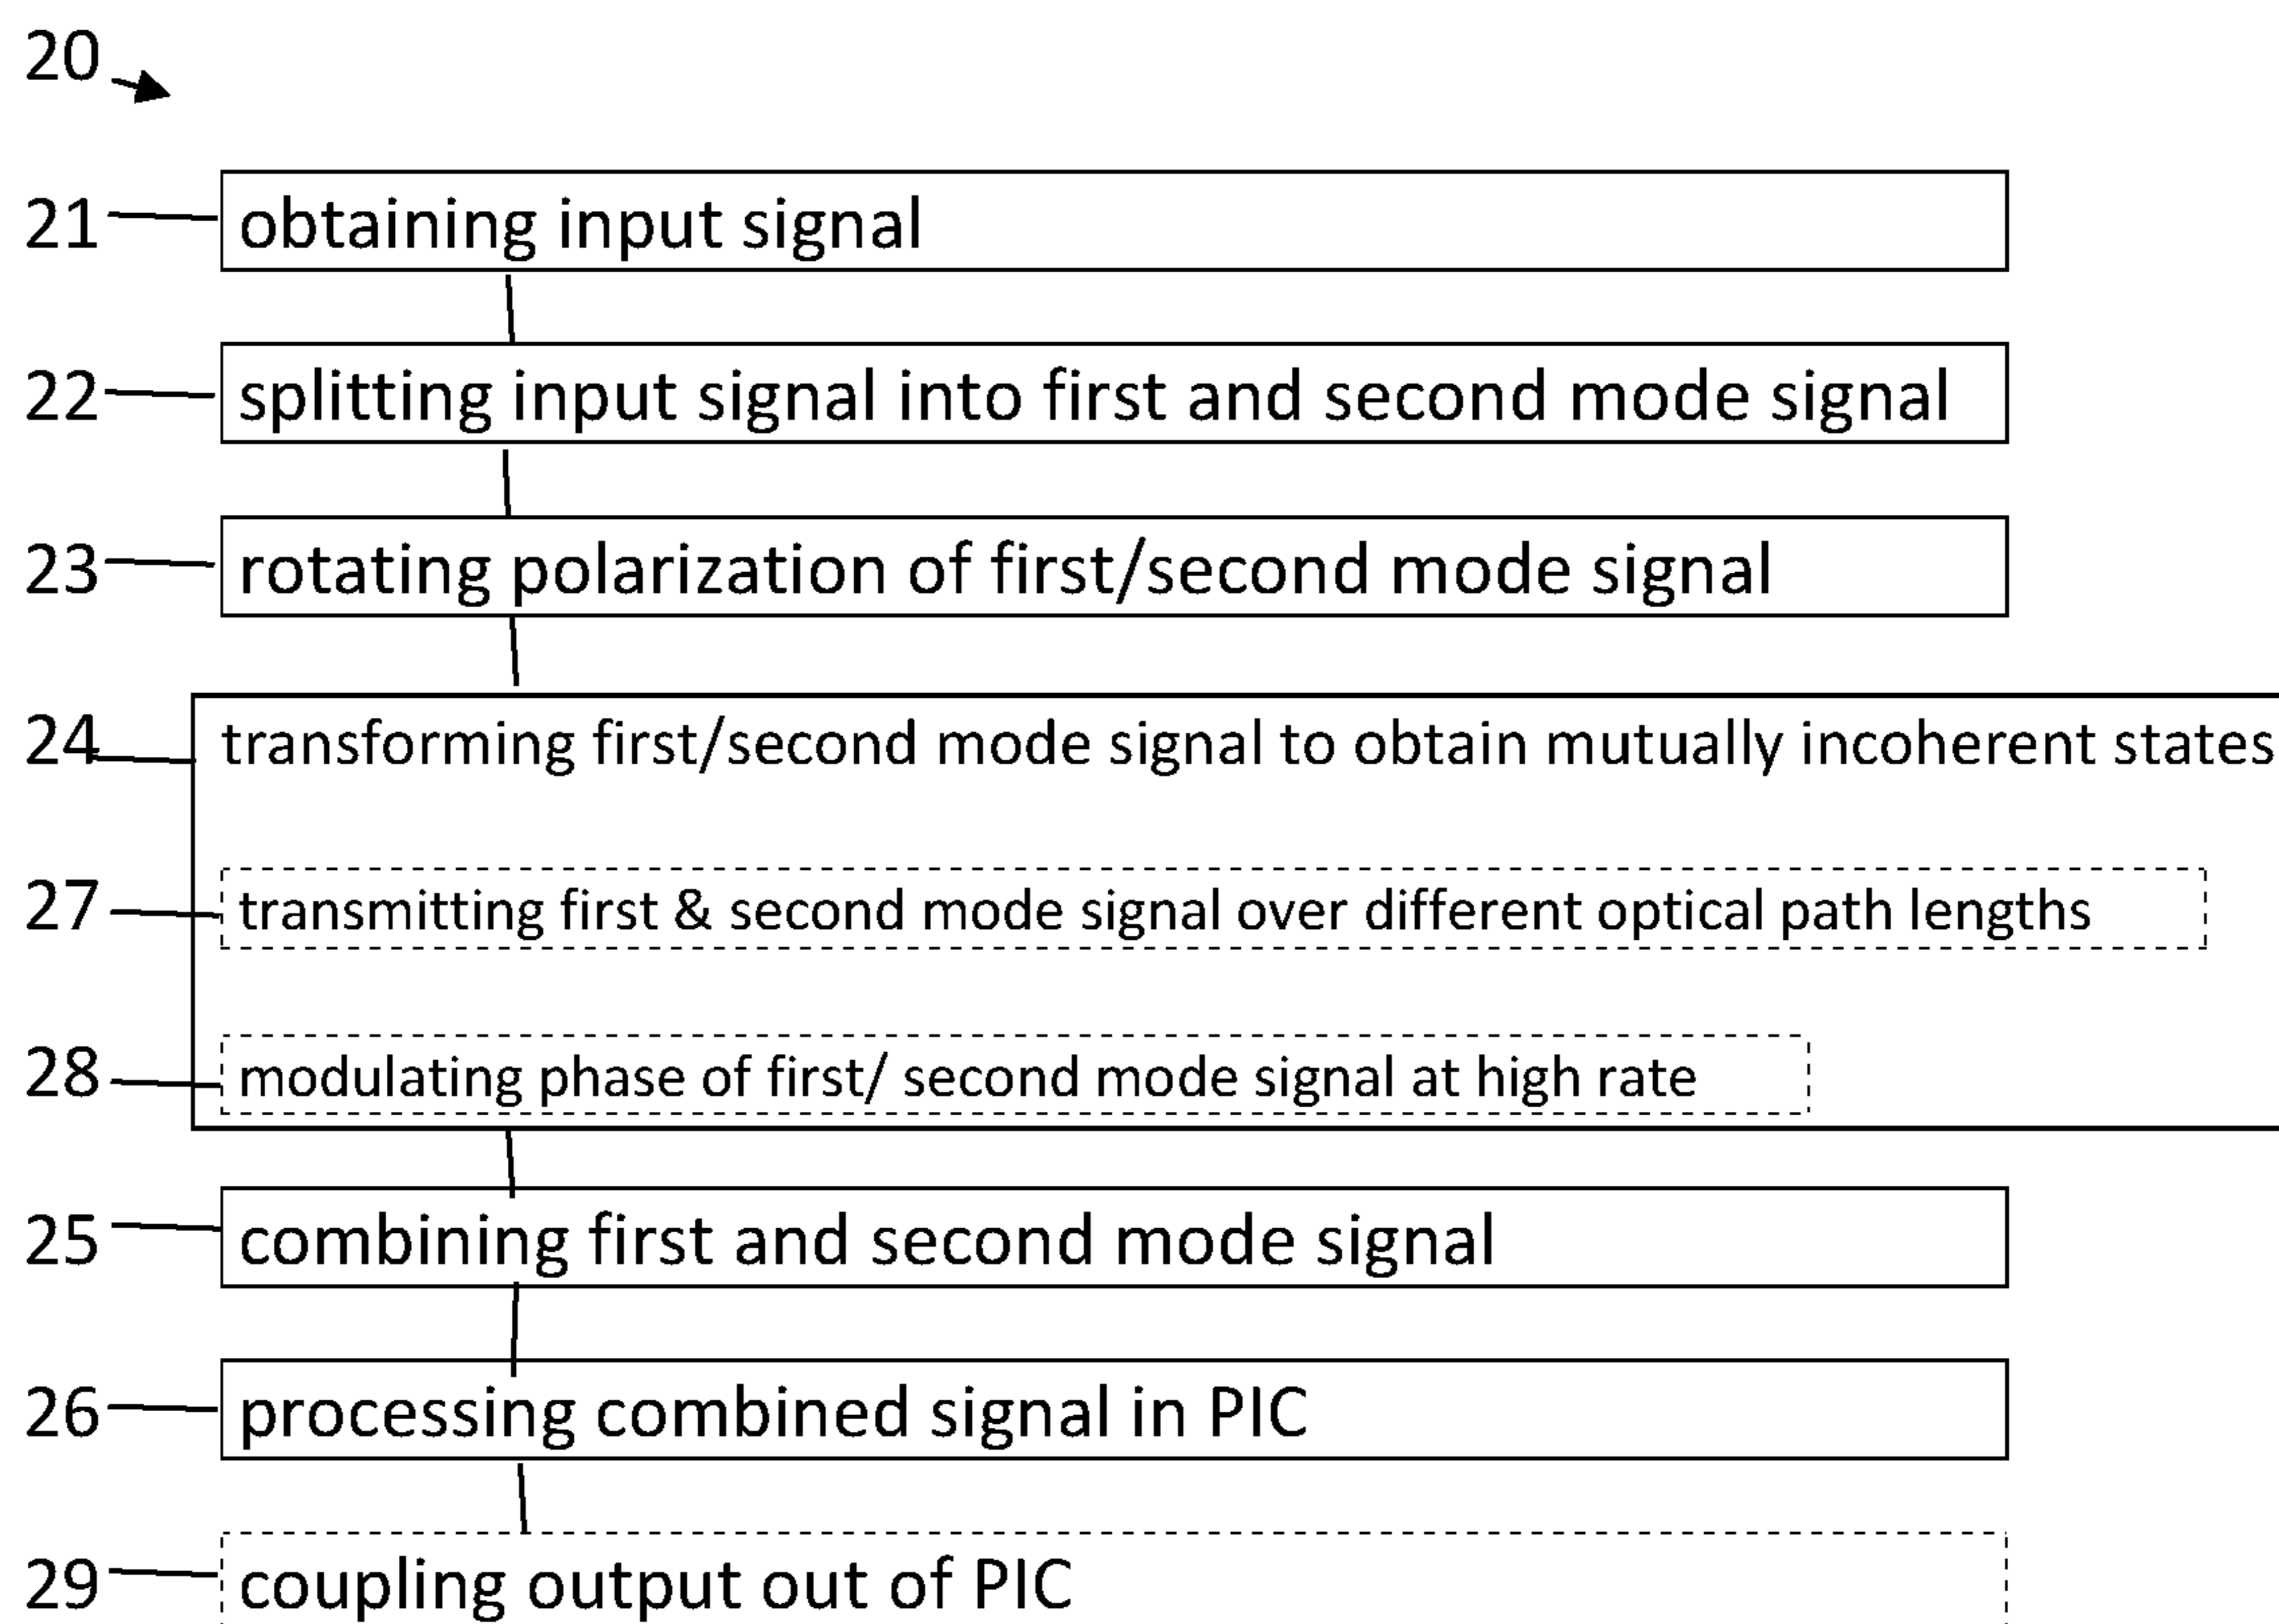 20
21 obtaining input signal
22 splitting input signal into first and second mode signal
23 rotating polarization of first/second mode signal
24 transforming first/second mode signal to obtain mutually incoherent states
27 transmitting first & second mode signal over different optical path lengths
28 modulating phase of first/ second mode signal at high rate
25 combining first and second mode signal
26 processing combined signal in PIC
29 coupling output out of PIC